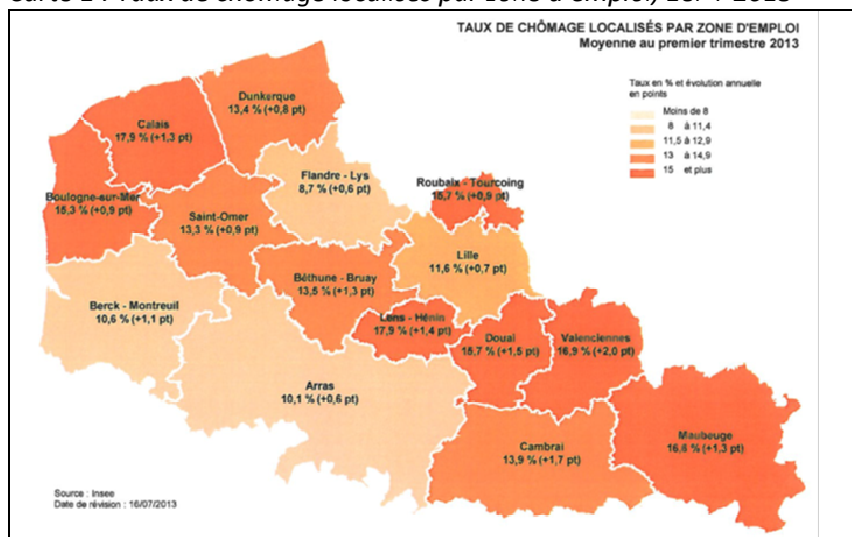 TAUX DE CHÔMAGE LOCALISÉS PAR ZONE D'EMPLOI
Moyenne au premier trimestre 2013
Taux en % et évolution annuelle
en points
Moins de 8
8 à 11,4
11,5 à 12,9
13 à 14,9
15 et plus
Dunkerque
13,4 % (+0,8 pt)
Calais
17,9 % (+1,3 pt)
Flandre - Lys
8,7 % (+0,6 pt)
Roubaix - Tourcoing
15,7 % (+0,9 pt)
Boulogne-sur-Mer
15,3 % (+0,9 pt)
Saint-Omer
13,3 % (+0,9 pt)
Lille
11,6 % (+0,7 pt)
Béthune - Bruay
13,5 % (+1,3 pt)
Berck - Montreuil
10,6 % (+1,1 pt)
Lens - Hénin
17,9 % (+1,4 pt)
Douai
15,7 % (+1,5 pt)
Valenciennes
16,9 % (+2,0 pt)
Arras
10,1 % (+0,6 pt)
Cambrai
13,9 % (+1,7 pt)
Maubeuge
(+1,3 pt)
Source : Insee
Date de révision : 16/07/2013